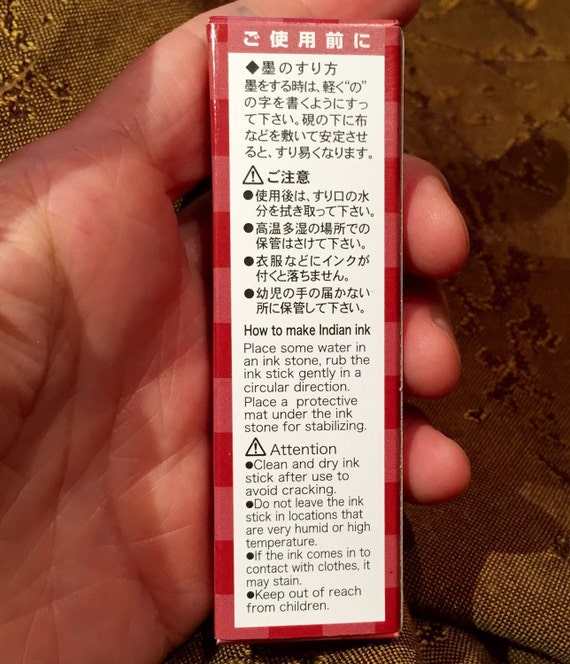 ご使用前に
◆墨のすり方
墨をする時は、軽く“の”
の字を書くようにすっ
て下さい。硯の下に布
などを敷いて安定させ
ると、すり易くなります。
⚠ご注意
●使用後は、すり口の水
分を拭き取って下さい。
●高温多湿の場所での
保管はさけて下さい。
●衣服などにインクが
付くと落ちません。
●幼児の手の届かない
所に保管して下さい。
How to make Indian ink
Place some water in
an ink stone, rub the
ink stick gently in a
circular direction.
Place a protective
mat under the ink
stone for stabilizing.
⚠ Attention
●Clean and dry ink
stick after use to
avoid cracking.
●Do not leave the ink
stick in locations that
are very humid or high
temperature.
●If the ink comes in to
contact with clothes, it
may stain.
●Keep out of reach
from children.